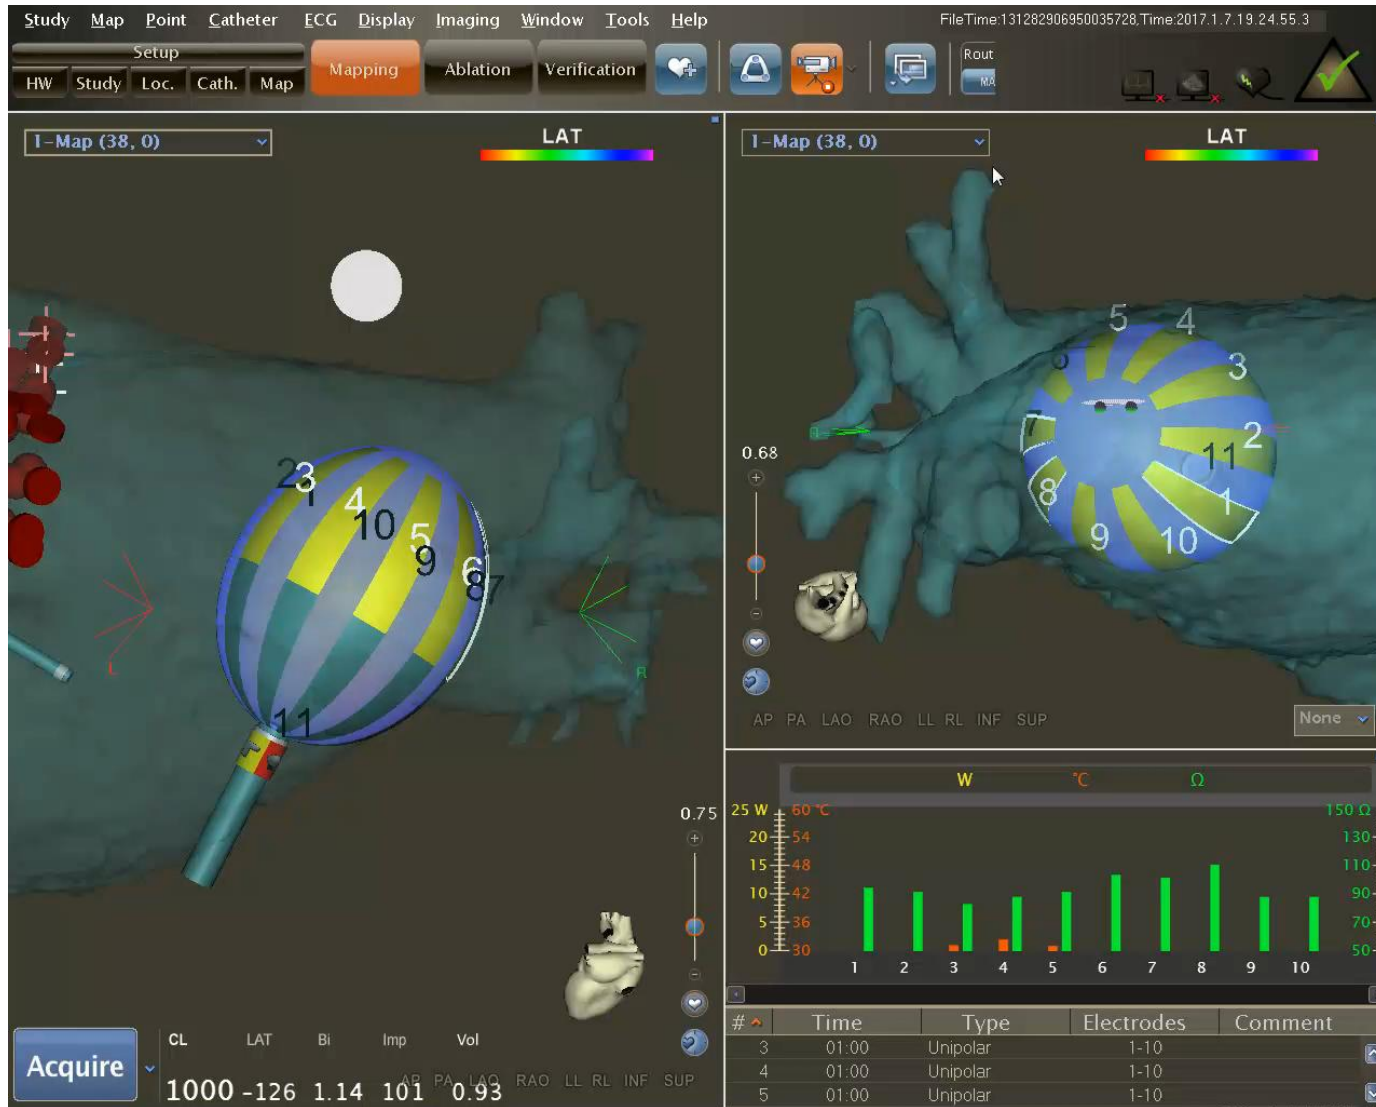 Study Map Point Catheter ECG Display Imaging Window Tools Help
FileTime:131282906950035728,Time:2017.1.7.19.24.55.3
Setup
HW Study Loc. Cath. Map
Mapping Ablation Verification
Rout
MA
1-Map (38, 0)
LAT
2 3 1
4 10
5 9
6 8 7
11
L
R
0.75
Acquire
CL LAT Bi Imp Vol
1000 -126 1.14 101 0.93
AP PA LAO RAO LL RL INF SUP
1-Map (38, 0)
LAT
5 4
6 3
7 2
11
8 1
9 10
0.68
AP PA LAO RAO LL RL INF SUP
None
W °C Ω
25 W 60 °C 150 Ω
20 54 130
15 48 110
10 42 90
5 36 70
0 30 50
1 2 3 4 5 6 7 8 9 10
# Time Type Electrodes Comment
3 01:00 Unipolar 1-10
4 01:00 Unipolar 1-10
5 01:00 Unipolar 1-10